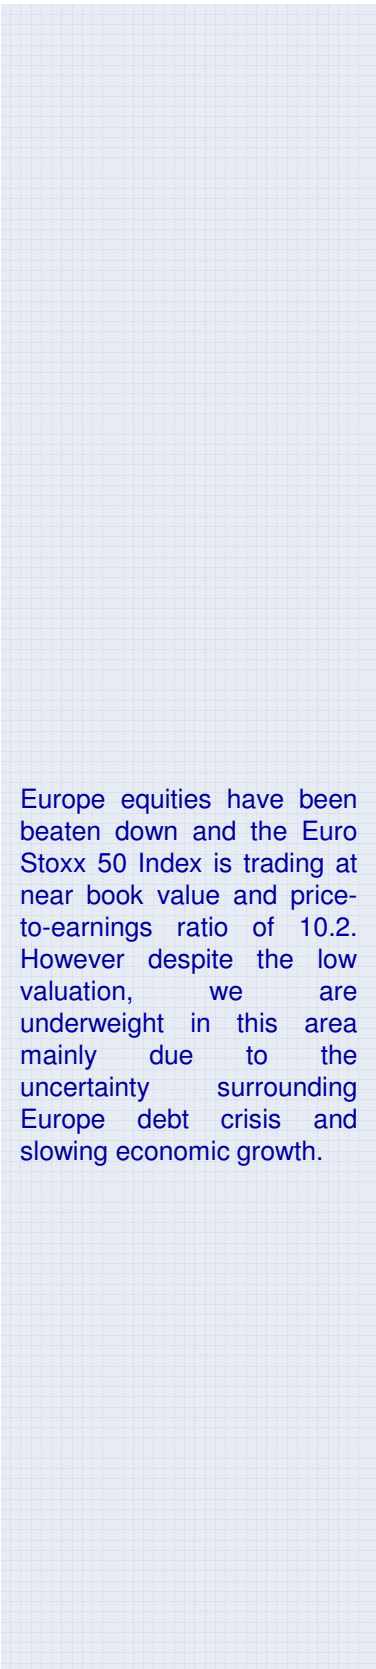 Europe equities have been
beaten down and the Euro
Stoxx 50 Index is trading at
near book value and price-
to-earnings ratio of 10.2.
However despite the low
valuation, we are
underweight in this area
mainly due to the
uncertainty surrounding
Europe debt crisis and
slowing economic growth.